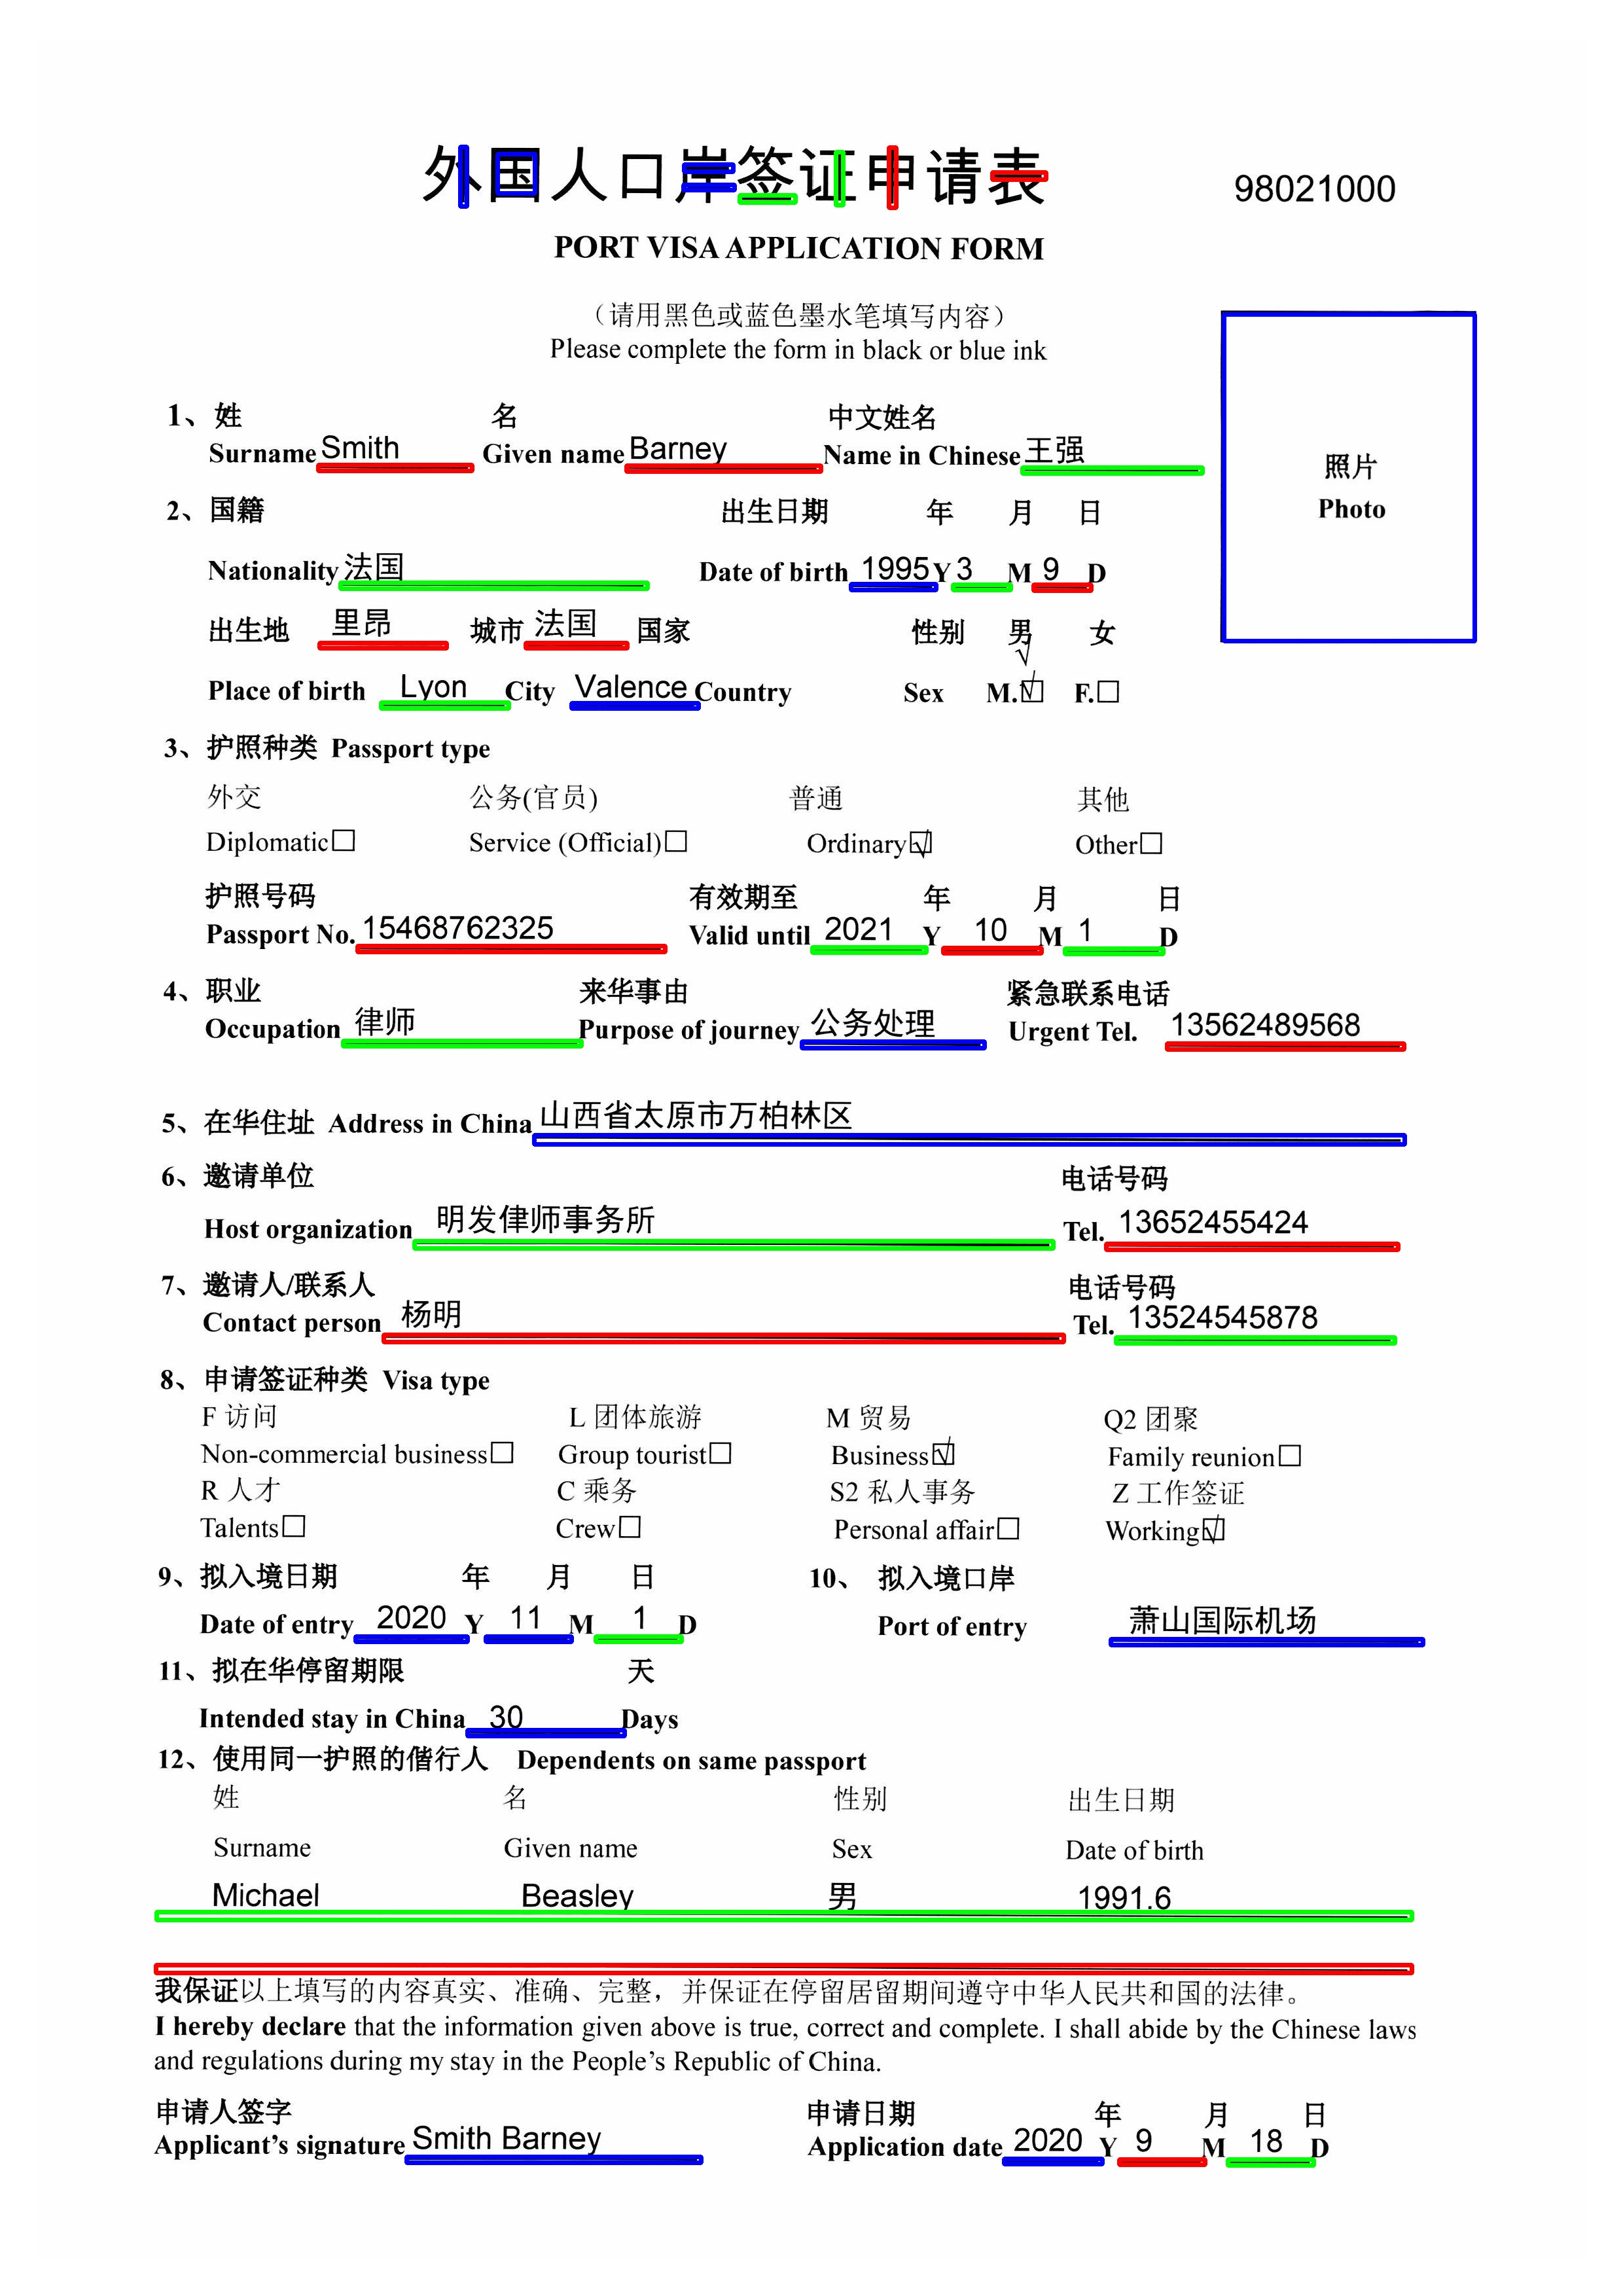 外国人口岸签证申请表 98021000
PORT VISA APPLICATION FORM
（请用黑色或蓝色墨水笔填写内容）
Please complete the form in black or blue ink
照片
Photo
1、姓 名 中文姓名
Surname Smith Given name Barney Name in Chinese 王强
2、国籍 出生日期 年 月 日
Nationality 法国 Date of birth 1995 Y 3 M 9 D
出生地 里昂 城市 法国 国家 性别 男 √ 女
Place of birth Lyon City Valence Country Sex M.☑ F.☐
3、护照种类 Passport type
外交 公务(官员) 普通 其他
Diplomatic☐ Service (Official)☐ Ordinary☑ Other☐
护照号码 有效期至 年 月 日
Passport No. 15468762325 Valid until 2021 Y 10 M 1 D
4、职业 来华事由 紧急联系电话
Occupation 律师 Purpose of journey 公务处理 Urgent Tel. 13562489568
5、在华住址 Address in China 山西省太原市万柏林区
6、邀请单位 电话号码
Host organization 明发律师事务所 Tel. 13652455424
7、邀请人/联系人 电话号码
Contact person 杨明 Tel. 13524545878
8、申请签证种类 Visa type
F 访问 L 团体旅游 M 贸易 Q2 团聚
Non-commercial business☐ Group tourist☐ Business☑ Family reunion☐
R 人才 C 乘务 S2 私人事务 Z 工作签证
Talents☐ Crew☐ Personal affair☐ Working☑
9、拟入境日期 年 月 日 10、 拟入境口岸
Date of entry 2020 Y 11 M 1 D Port of entry 萧山国际机场
11、拟在华停留期限 天
Intended stay in China 30 Days
12、使用同一护照的偕行人 Dependents on same passport
姓 名 性别 出生日期
Surname Given name Sex Date of birth
Michael Beasley 男 1991.6
我保证以上填写的内容真实、准确、完整，并保证在停留居留期间遵守中华人民共和国的法律。
I hereby declare that the information given above is true, correct and complete. I shall abide by the Chinese laws
and regulations during my stay in the People’s Republic of China.
申请人签字 申请日期 年 月 日
Applicant’s signature Smith Barney Application date 2020 Y 9 M 18 D